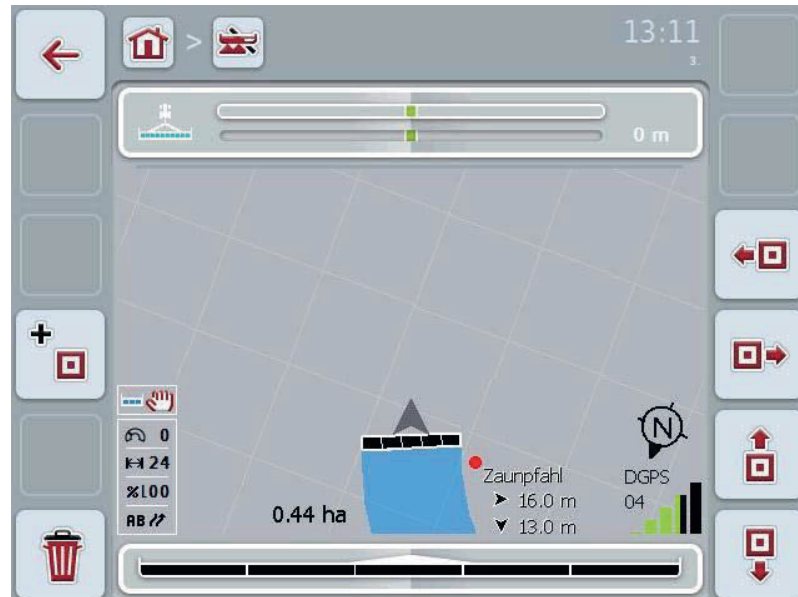 >
13:11
3.
0 m
N
0
24
%100
AB
0.44 ha
Zaunpfahl
16.0 m
13.0 m
DGPS
04